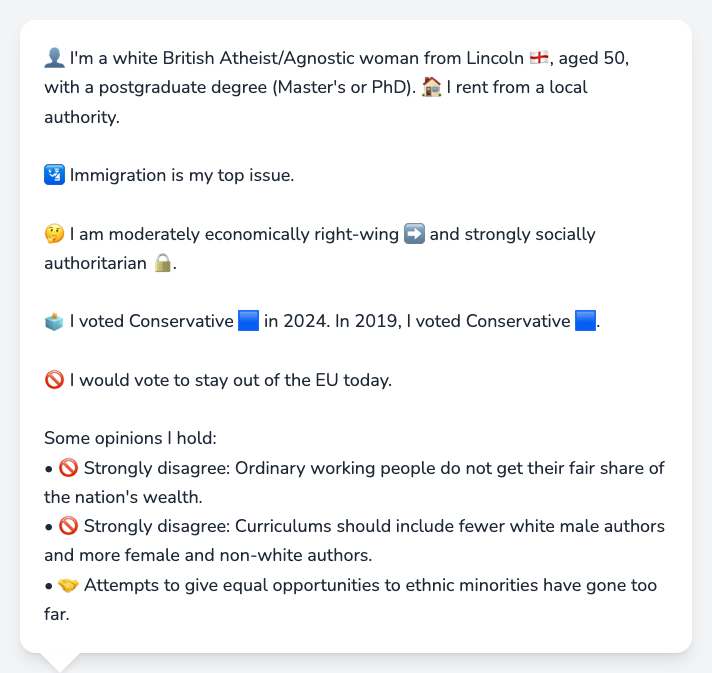 👤 I'm a white British Atheist/Agnostic woman from Lincoln 🏴󠁧󠁢󠁥󠁮󠁧󠁿, aged 50,
with a postgraduate degree (Master's or PhD). 🏠 I rent from a local
authority.
🛂 Immigration is my top issue.
🤔 I am moderately economically right-wing ➡️ and strongly socially
authoritarian 🔒.
🗳️ I voted Conservative 🟦 in 2024. In 2019, I voted Conservative 🟦.
🚫 I would vote to stay out of the EU today.
Some opinions I hold:
• 🚫 Strongly disagree: Ordinary working people do not get their fair share of
the nation's wealth.
• 🚫 Strongly disagree: Curriculums should include fewer white male authors
and more female and non-white authors.
• 🤝 Attempts to give equal opportunities to ethnic minorities have gone too
far.